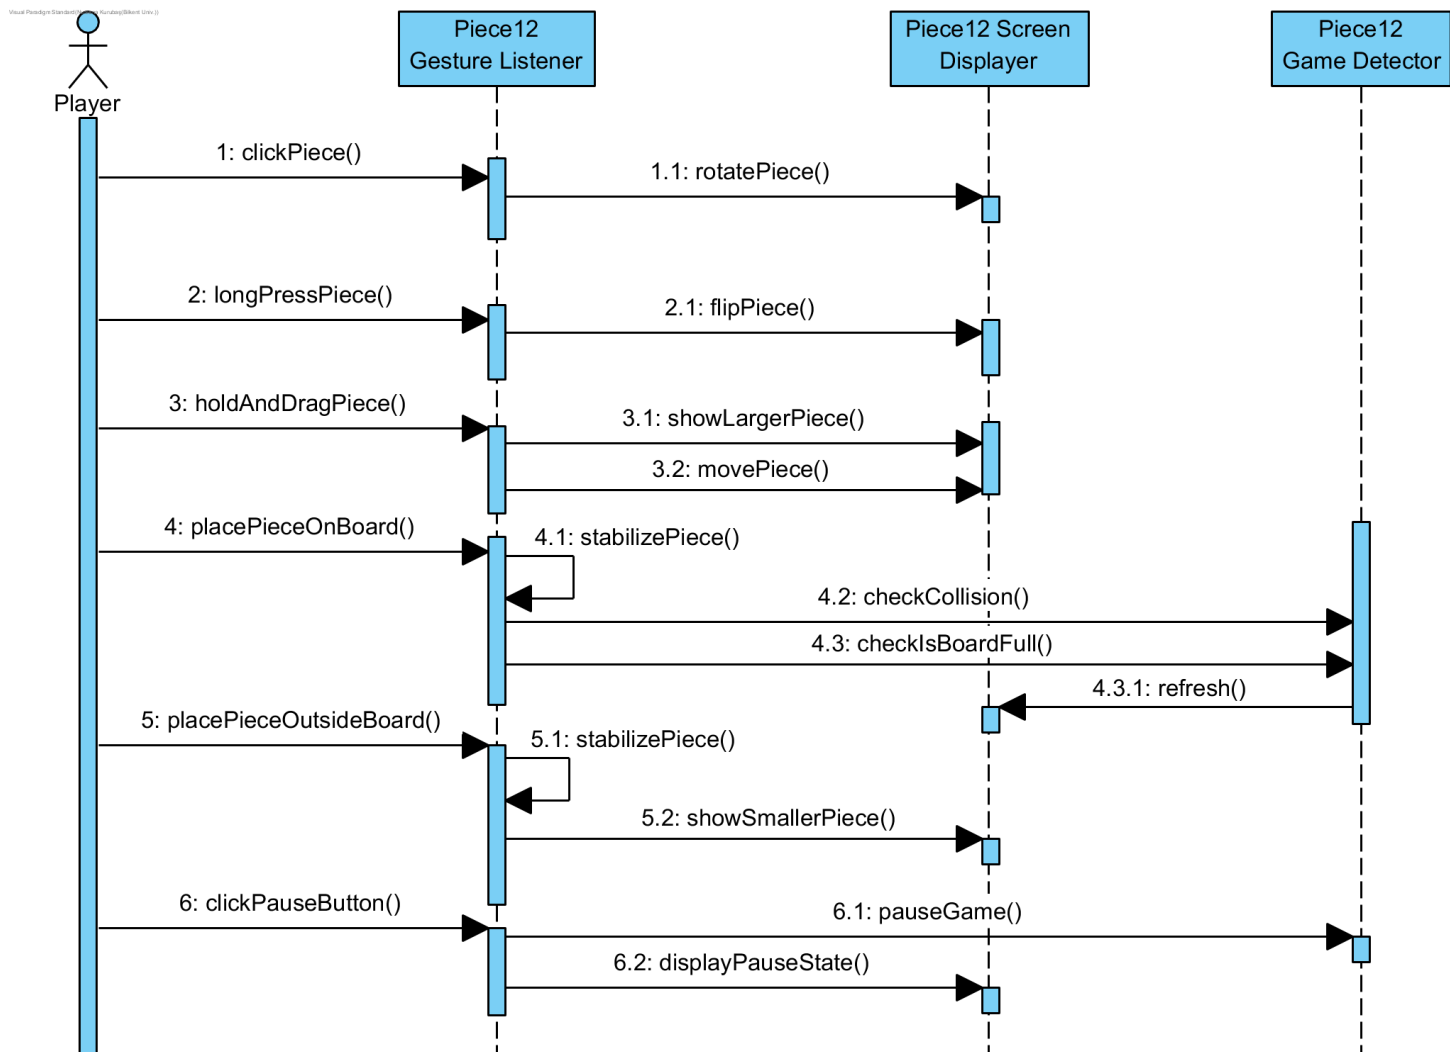 Piece12
Gesture Listener
Piece12 Screen
Displayer
Piece12
Game Detector
Player
1: clickPiece()
1.1: rotatePiece()
2: longPressPiece()
2.1: flipPiece()
3: holdAndDragPiece()
3.1: showLargerPiece()
3.2: movePiece()
4: placePieceOnBoard()
4.1: stabilizePiece()
4.2: checkCollision()
4.3: checkIsBoardFull()
4.3.1: refresh()
5: placePieceOutsideBoard()
5.1: stabilizePiece()
5.2: showSmallerPiece()
6: clickPauseButton()
6.1: pauseGame()
6.2: displayPauseState()